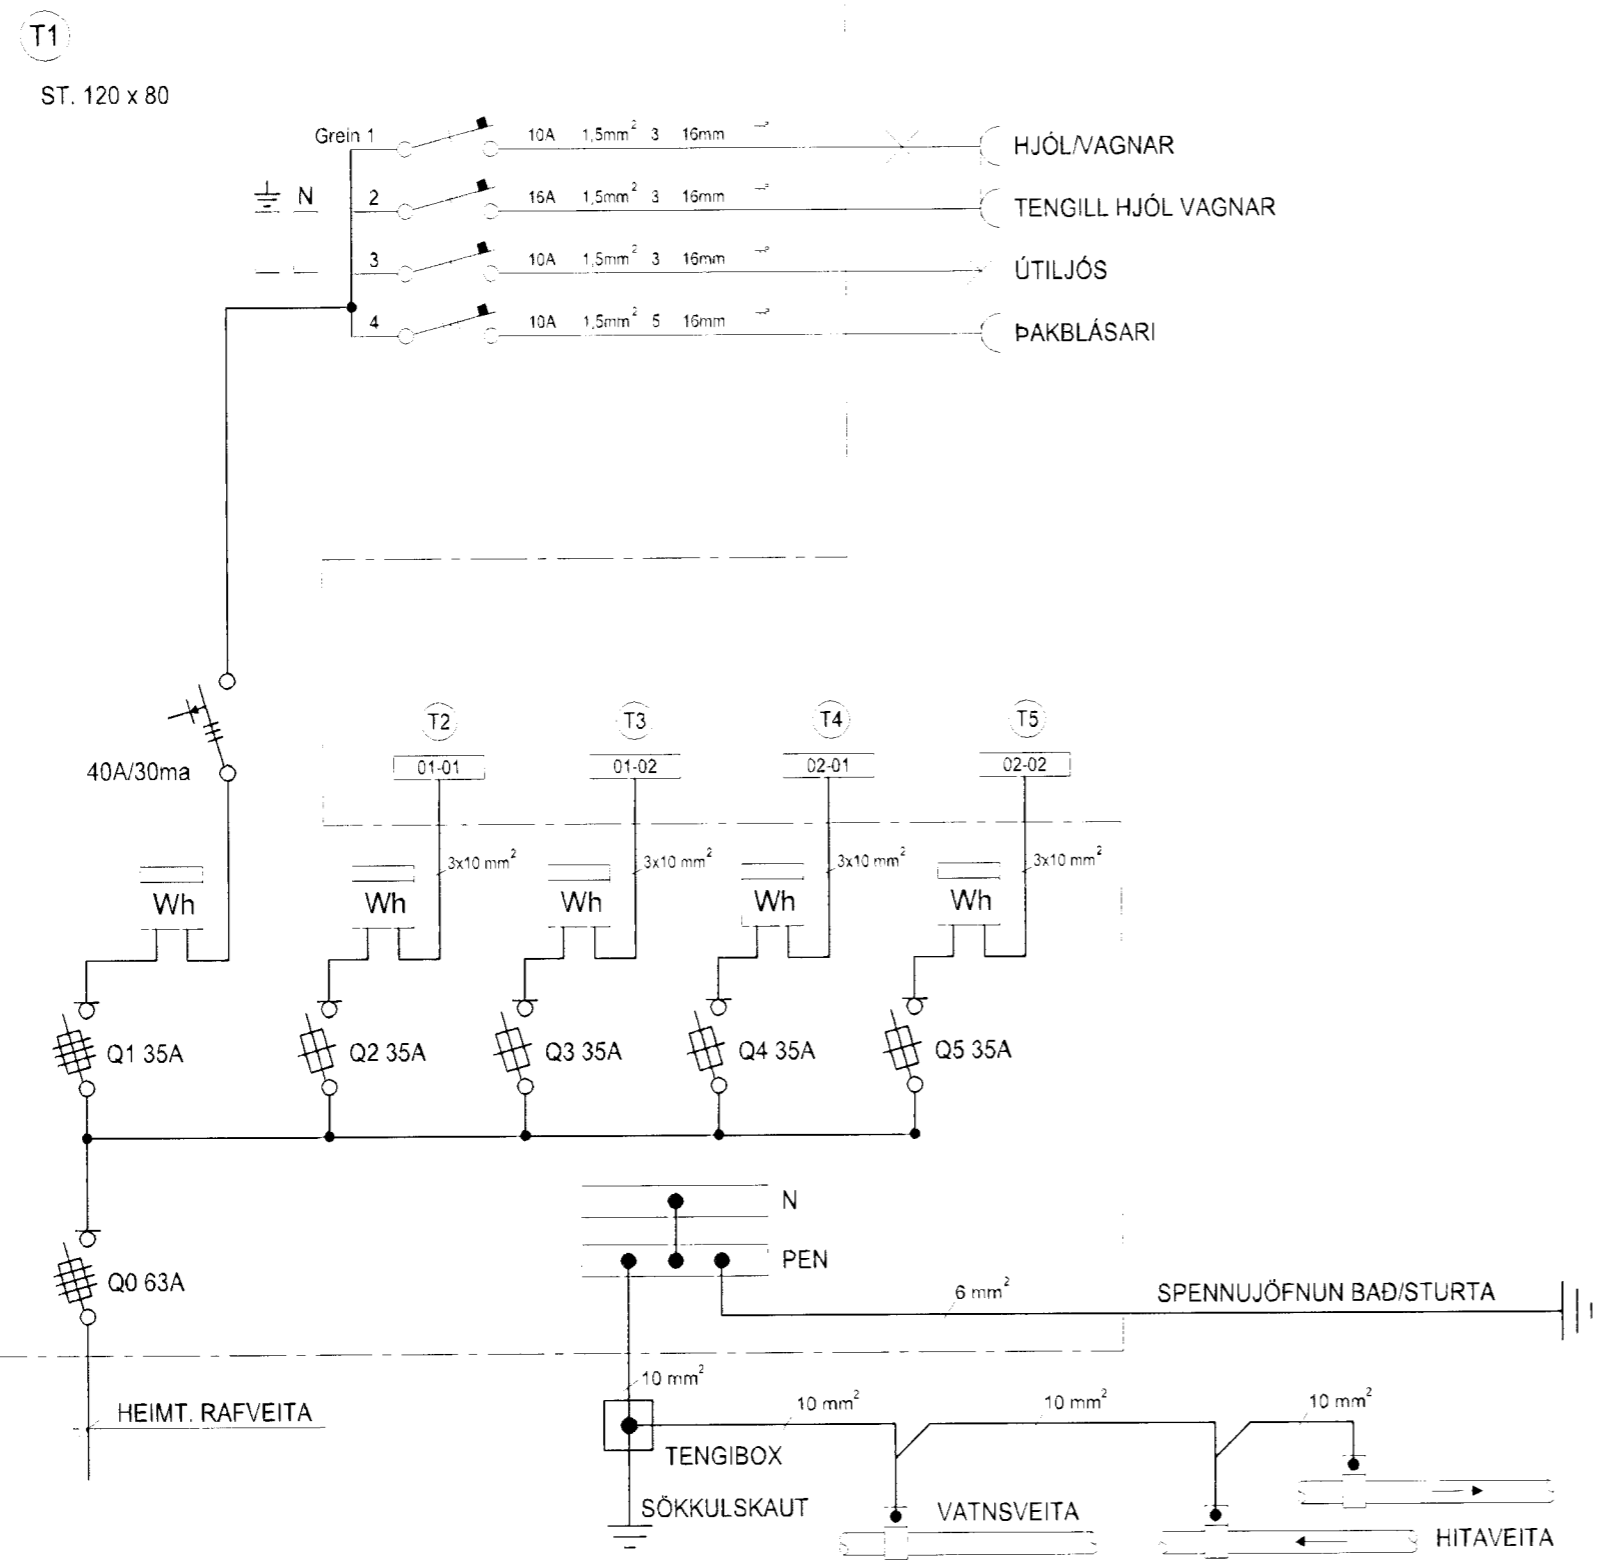 T1
ST. 120 x 80
Grein 1 10A 1,5mm² 3 16mm HJÓL/VAGNAR
N 2 16A 1,5mm² 3 16mm TENGILL HJÓL VAGNAR
3 10A 1,5mm² 3 16mm ÚTILJÓS
4 10A 1,5mm² 5 16mm ÞAKBLÁSARI
T2 T3 T4 T5
40A/30ma 01-01 01-02 02-01 02-02
3x10 mm² 3x10 mm² 3x10 mm² 3x10 mm²
Wh Wh Wh Wh Wh
Q1 35A Q2 35A Q3 35A Q4 35A Q5 35A
N
PEN
Q0 63A
6 mm² SPENNUJÖFNUN BAÐ/STURTA
10 mm²
HEIMT. RAFVEITA 10 mm² 10 mm² 10 mm²
TENGIBOX
SÖKKULSKAUT VATNSVEITA
HITAVEITA